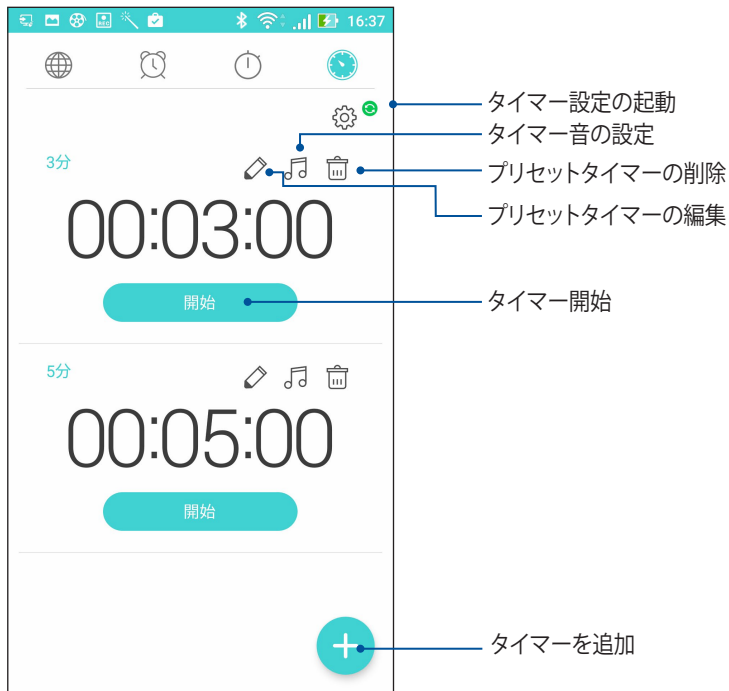 REC
16:37
タイマー設定の起動
タイマー音の設定
3分
プリセットタイマーの削除
プリセットタイマーの編集
00:03:00
開始
タイマー開始
5分
00:05:00
開始
タイマーを追加